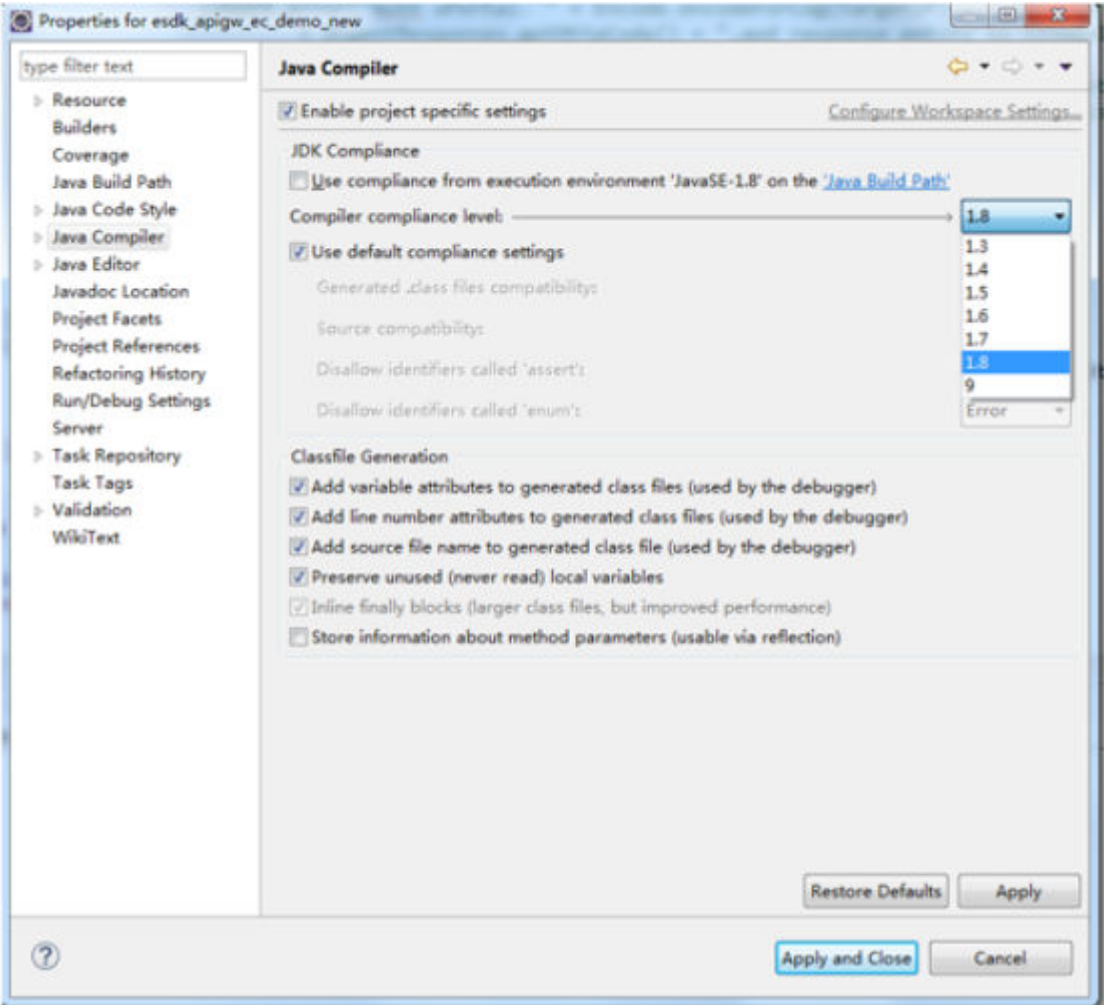 Properties for esdk_apigw_ec_demo_new
type filter text
Java Compiler
Resource
Builders
Coverage
Java Build Path
Java Code Style
Java Compiler
Java Editor
Javadoc Location
Project Facets
Project References
Refactoring History
Run/Debug Settings
Server
Task Repository
Task Tags
Validation
WikiText
Enable project specific settings
Configure Workspace Settings...
JDK Compliance
Use compliance from execution environment 'JavaSE-1.8' on the 'Java Build Path'
Compiler compliance level:
1.8
1.3
1.4
1.5
1.6
1.7
1.8
9
Use default compliance settings
Generated .class files compatibility:
Source compatibility:
Disallow identifiers called 'assert':
Disallow identifiers called 'enum':
Error
Classfile Generation
Add variable attributes to generated class files (used by the debugger)
Add line number attributes to generated class files (used by the debugger)
Add source file name to generated class file (used by the debugger)
Preserve unused (never read) local variables
Inline finally blocks (larger class files, but improved performance)
Store information about method parameters (usable via reflection)
Restore Defaults
Apply
?
Apply and Close
Cancel